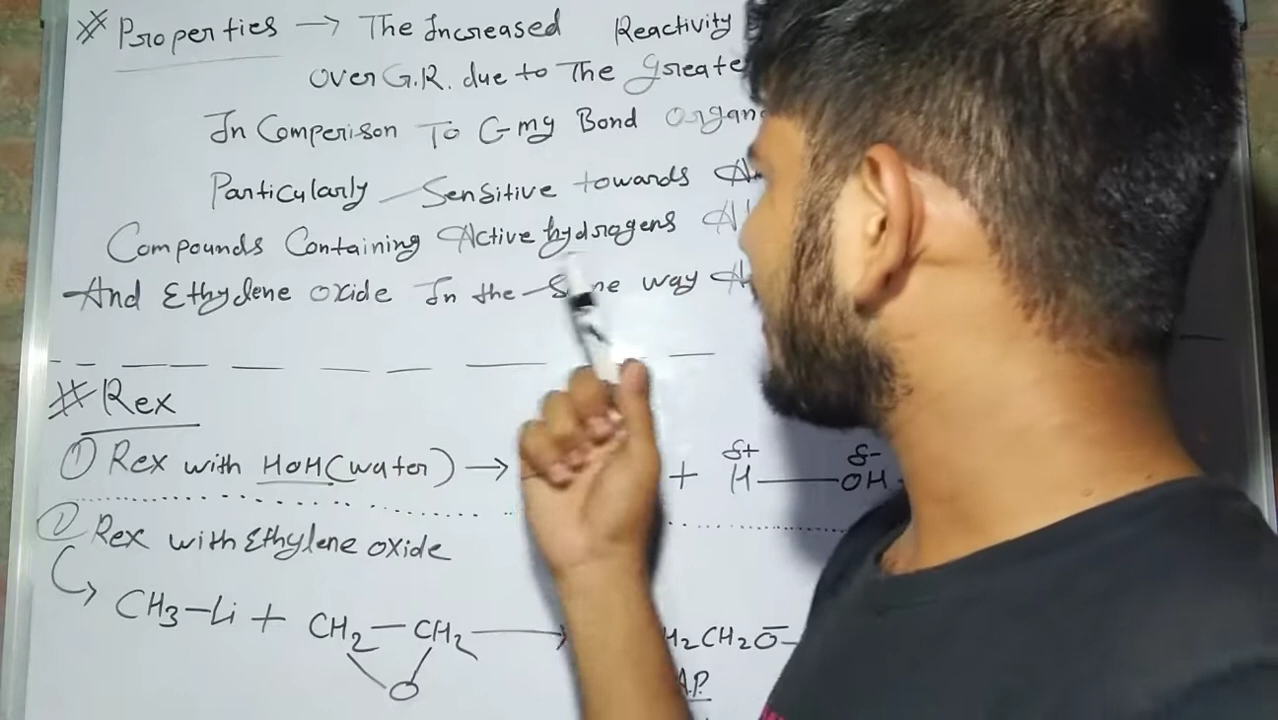 * Properties → The Increased Reactivity
over G.R. due to The greate
In Comperison To C-mg Bond organ
Particularly Sensitive towards A
Compounds Containing Active hydrogens
And Ethylene oxide In the Same way A
# Rex
① Rex with HOH (water) → + H — OH
δ+ δ-
② Rex with Ethylene oxide
CH3-Li + CH2-CH2 → H2CH2O-
O
A.P.